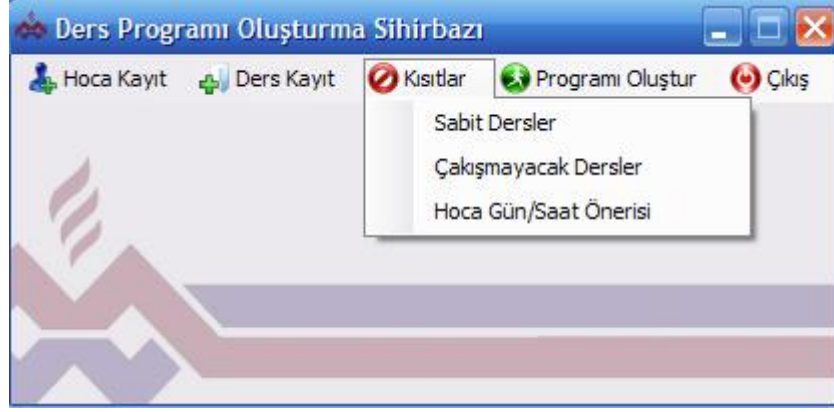 Ders Programı Oluşturma Sihirbazı
Hoca Kayıt Ders Kayıt Kısıtlar Programı Oluştur Çıkış
Sabit Dersler
Çakışmayacak Dersler
Hoca Gün/Saat Önerisi